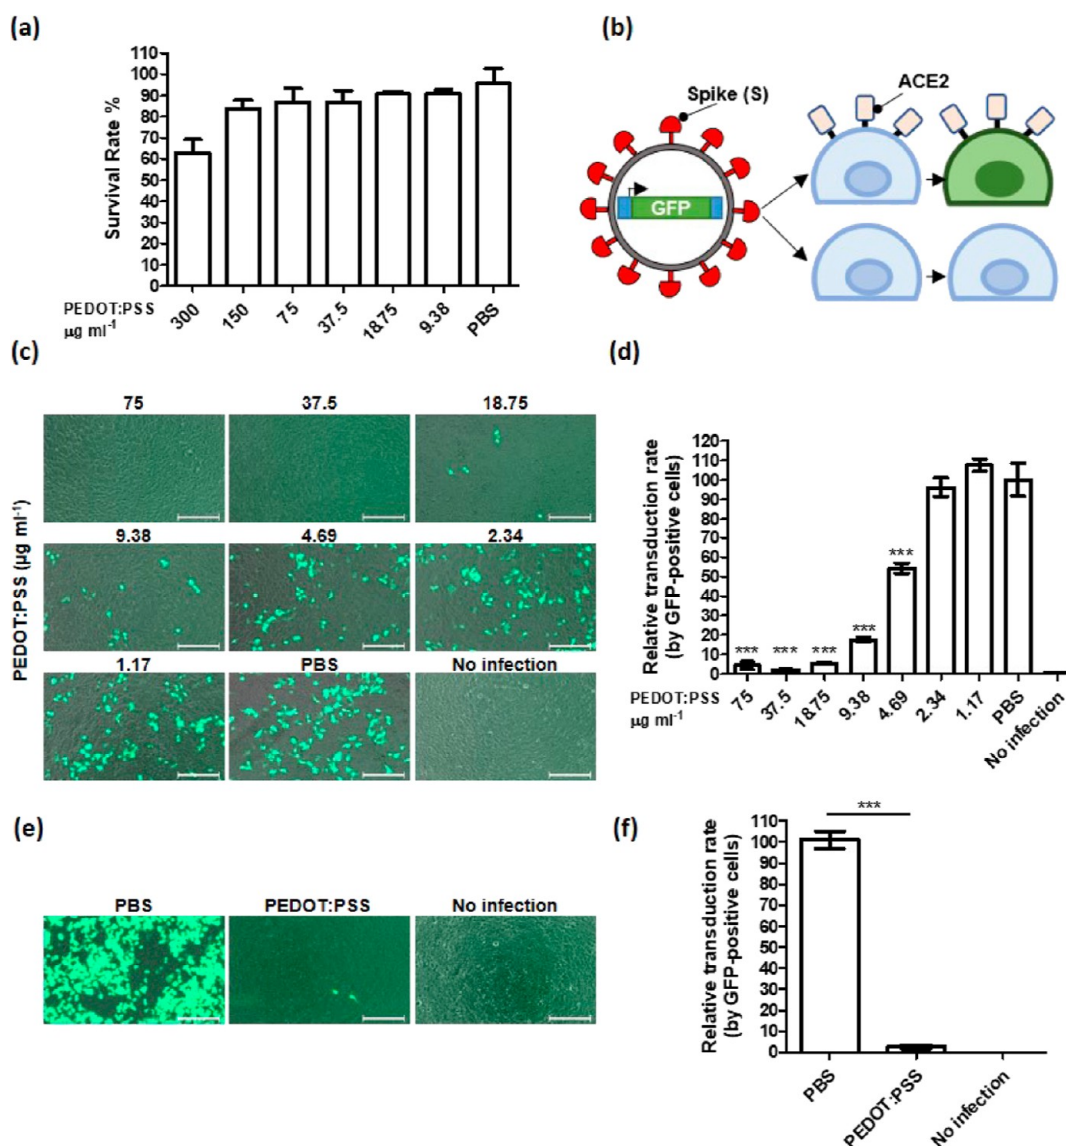 (a)
Survival Rate %
110
100
90
80
70
60
50
40
30
20
10
0
PEDOT:PSS
µg ml-1
300
150
75
37.5
18.75
9.38
PBS
(b)
Spike (S)
ACE2
GFP
(c)
PEDOT:PSS (µg ml-1)
75
37.5
18.75
9.38
4.69
2.34
1.17
PBS
No infection
(d)
Relative transduction rate
(by GFP-positive cells)
120
110
100
90
80
70
60
50
40
30
20
10
0
***
***
***
***
***
PEDOT:PSS
µg ml-1
75
37.5
18.75
9.38
4.69
2.34
1.17
PBS
No infection
(e)
PBS
PEDOT:PSS
No infection
(f)
Relative transduction rate
(by GFP-positive cells)
110
100
90
80
70
60
50
40
30
20
10
0
***
PBS
PEDOT:PSS
No infection